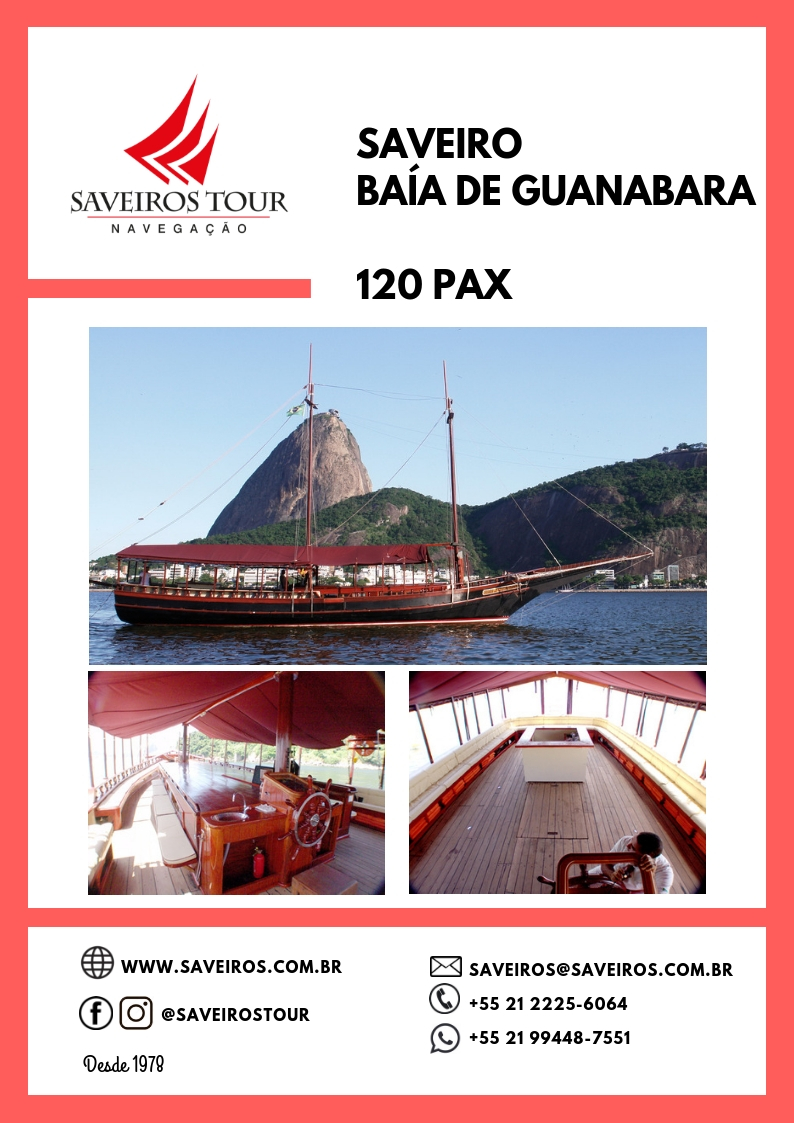 SAVEIROS TOUR
NAVEGAÇÃO
SAVEIRO
BAÍA DE GUANABARA
120 PAX
WWW.SAVEIROS.COM.BR
@SAVEIROSTOUR
Desde 1978
SAVEIROS@SAVEIROS.COM.BR
+55 21 2225-6064
+55 21 99448-7551